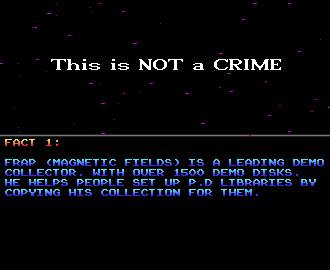 This is NOT a CRIME
FACT 1:
FRAP (MAGNETIC FIELDS) IS A LEADING DEMO
COLLECTOR. WITH OVER 1500 DEMO DISKS.
HE HELPS PEOPLE SET UP P.D LIBRARIES BY
COPYING HIS COLLECTION FOR THEM.